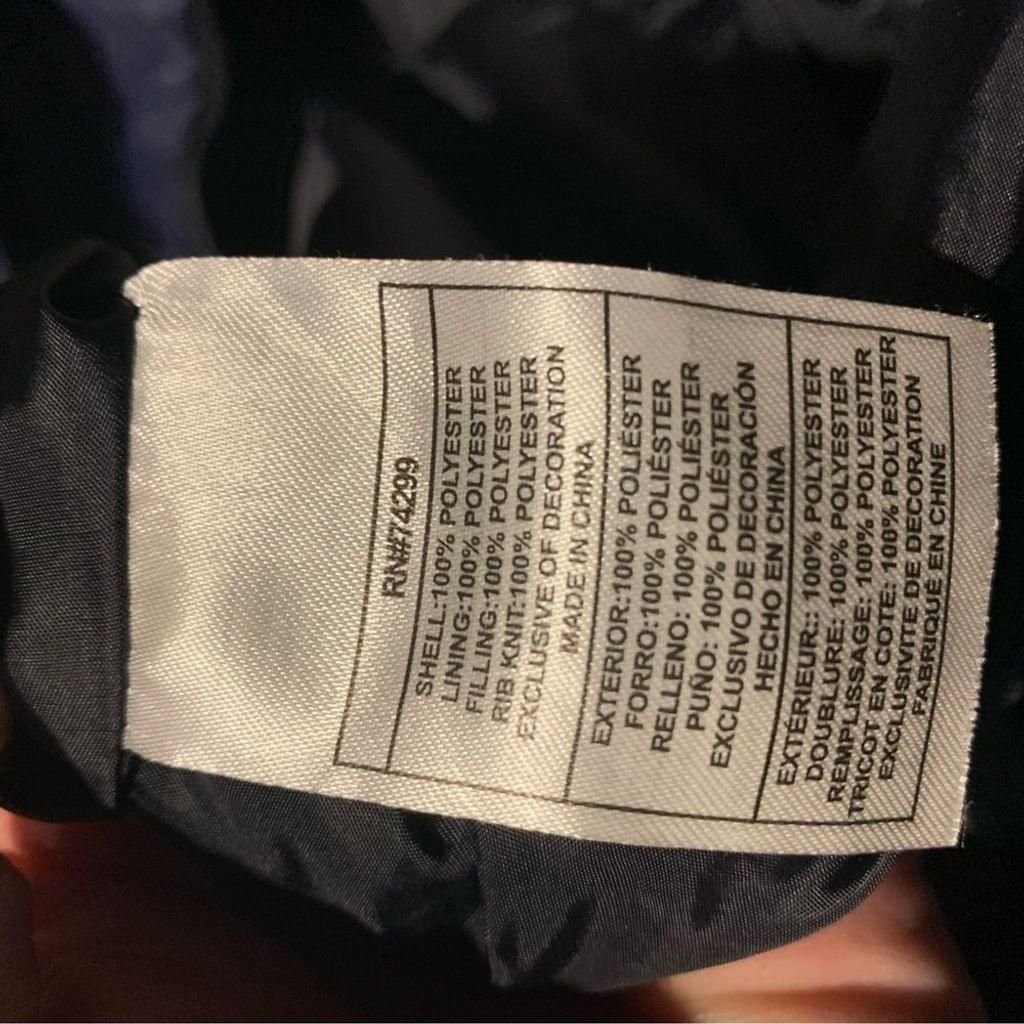 RN#74299
SHELL:100% POLYESTER
LINING:100% POLYESTER
FILLING:100% POLYESTER
RIB KNIT:100% POLYESTER
EXCLUSIVE OF DECORATION
MADE IN CHINA
EXTERIOR:100% POLIÉSTER
FORRO:100% POLIÉSTER
RELLENO: 100% POLIÉSTER
PUÑO: 100% POLIÉSTER
EXCLUSIVO DE DECORACIÓN
HECHO EN CHINA
EXTÉRIEUR:: 100% POLYESTER
DOUBLURE: 100% POLYESTER
REMPLISSAGE: 100% POLYESTER
TRICOT EN COTE: 100% POLYESTER
EXCLUSIVITE DE DECORATION
FABRIQUÉ EN CHINE